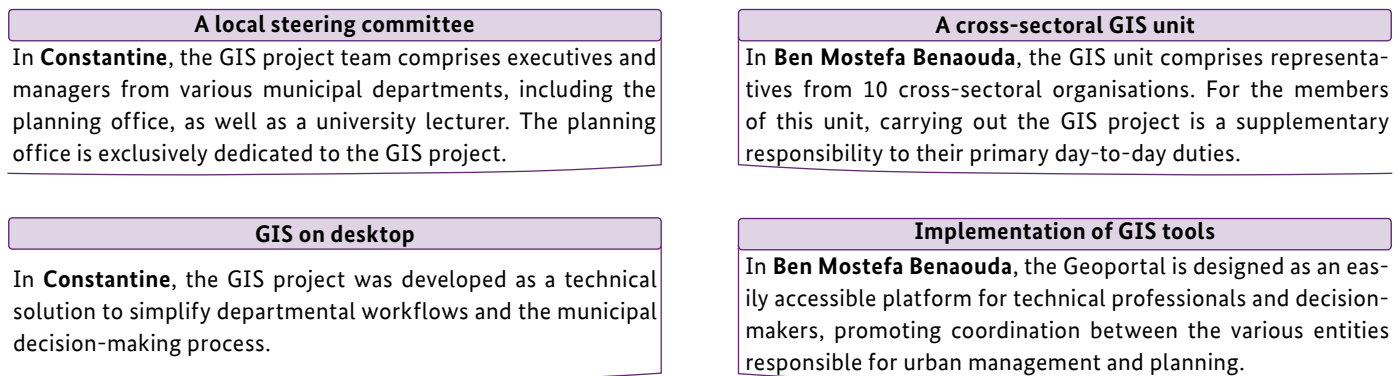 A local steering committee
In Constantine, the GIS project team comprises executives and
managers from various municipal departments, including the
planning office, as well as a university lecturer. The planning
office is exclusively dedicated to the GIS project.
A cross-sectoral GIS unit
In Ben Mostefa Benaouda, the GIS unit comprises representa-
tives from 10 cross-sectoral organisations. For the members
of this unit, carrying out the GIS project is a supplementary
responsibility to their primary day-to-day duties.
GIS on desktop
In Constantine, the GIS project was developed as a technical
solution to simplify departmental workflows and the municipal
decision-making process.
Implementation of GIS tools
In Ben Mostefa Benaouda, the Geoportal is designed as an eas-
ily accessible platform for technical professionals and decision-
makers, promoting coordination between the various entities
responsible for urban management and planning.